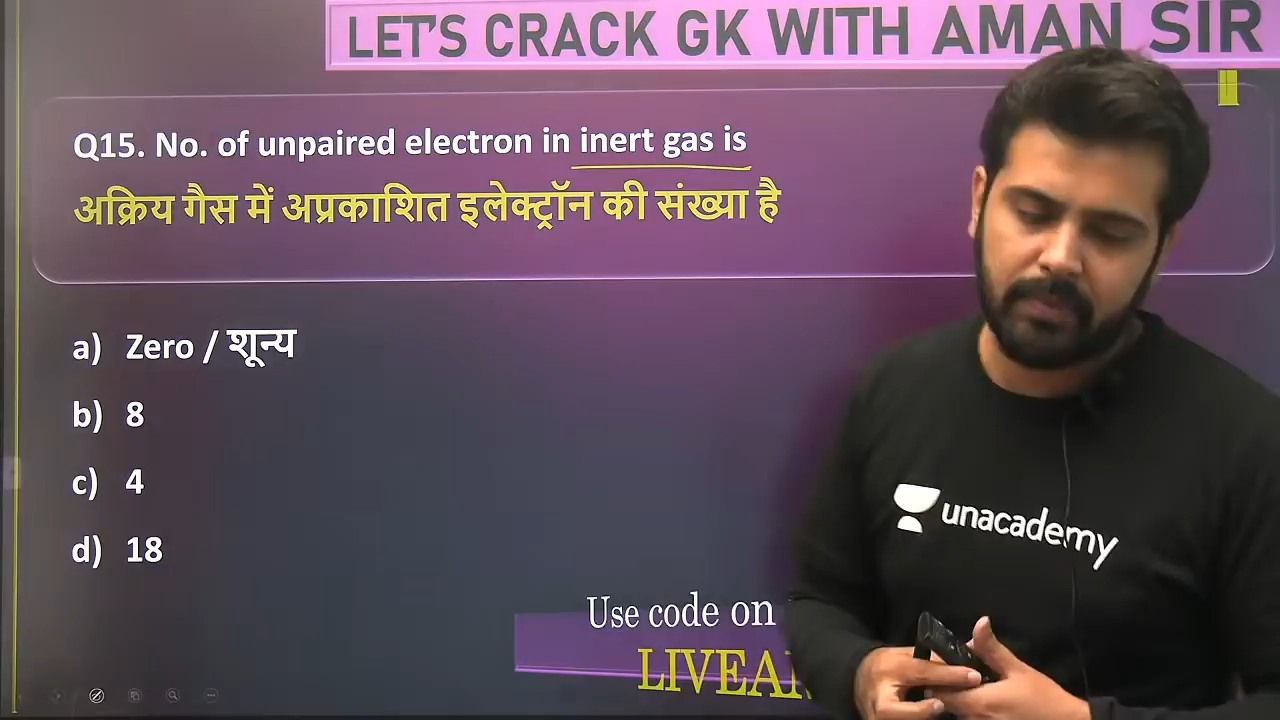 LET'S CRACK GK WITH AMAN SIR
Q15. No. of unpaired electron in inert gas is
अक्रिय गैस में अप्रकाशित इलेक्ट्रॉन की संख्या है
a) Zero / शून्य
b) 8
c) 4
d) 18
unacademy
Use code on